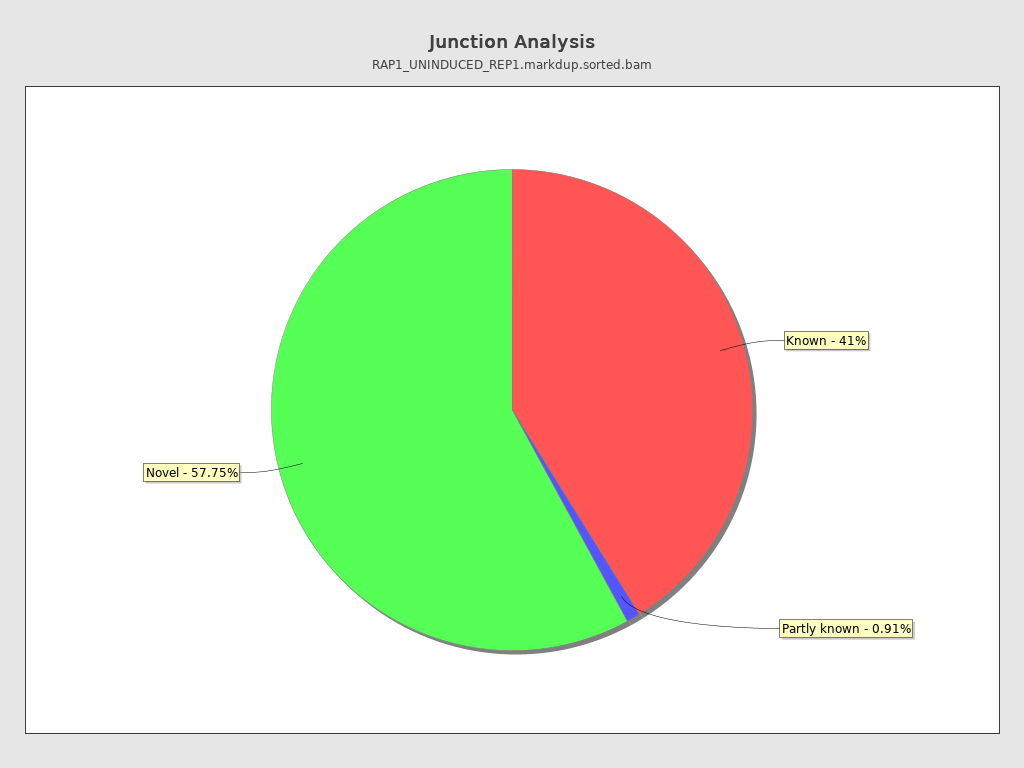 Junction Analysis
RAP1_UNINDUCED_REP1.markdup.sorted.bam
Known - 41%
Novel - 57.75%
Partly known - 0.91%